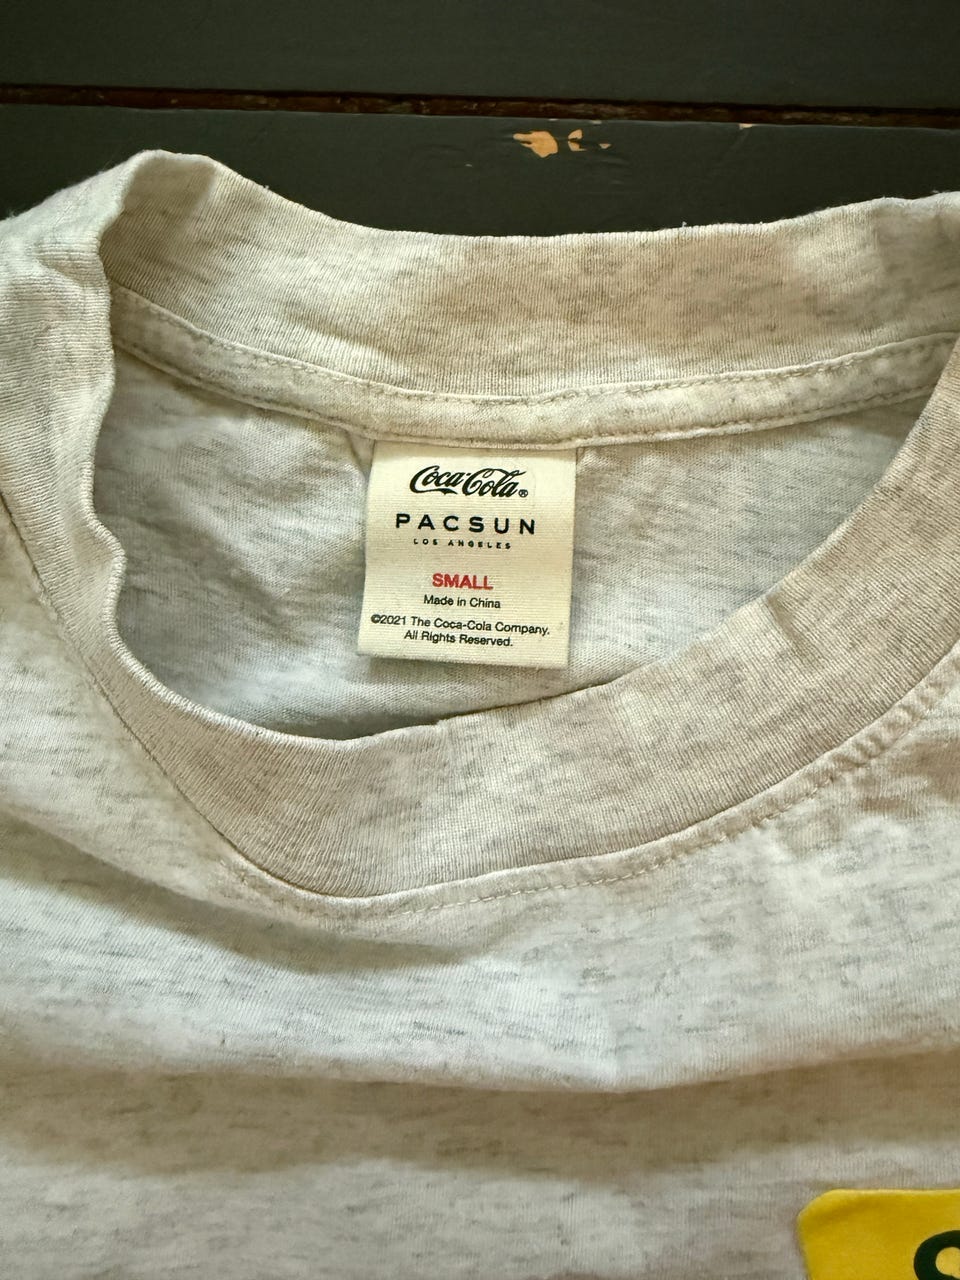 Coca-Cola®
PACSUN
LOS ANGELES
SMALL
Made in China
©2021 The Coca-Cola Company.
All Rights Reserved.